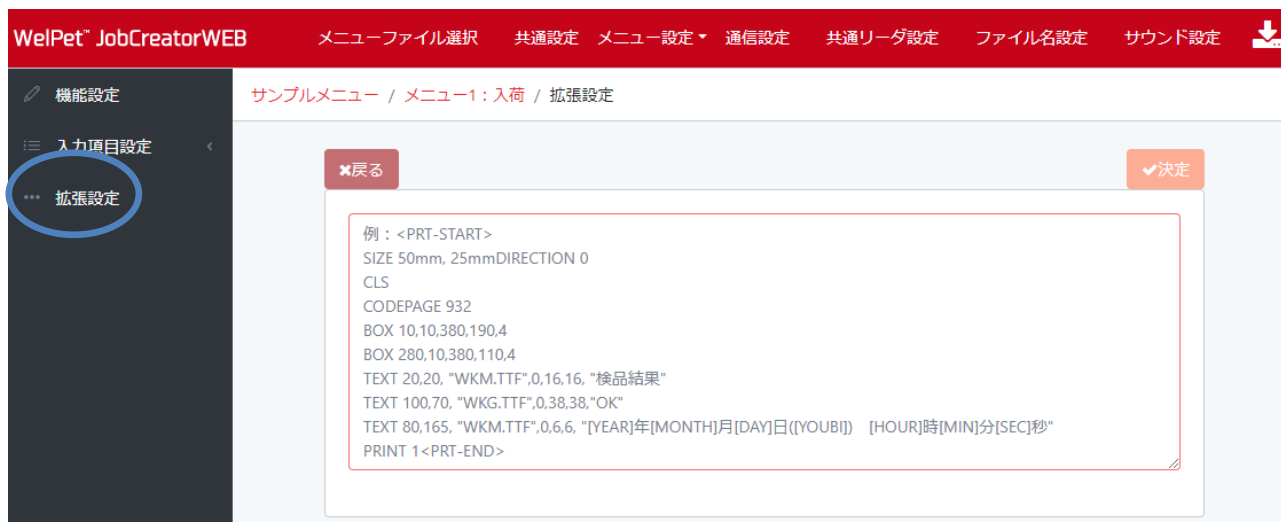 WelPet™ JobCreatorWEB メニューファイル選択 共通設定 メニュー設定 通信設定 共通リーダ設定 ファイル名設定 サウンド設定
機能設定
サンプルメニュー / メニュー1：入荷 / 拡張設定
入力項目設定
拡張設定
戻る
決定
例：<PRT-START>
SIZE 50mm, 25mmDIRECTION 0
CLS
CODEPAGE 932
BOX 10,10,380,190,4
BOX 280,10,380,110,4
TEXT 20,20, "WKM.TTF",0,16,16, "検品結果"
TEXT 100,70, "WKG.TTF",0,38,38,"OK"
TEXT 80,165, "WKM.TTF",0,6,6, "[YEAR]年[MONTH]月[DAY]日([YOUBI])　[HOUR]時[MIN]分[SEC]秒"
PRINT 1<PRT-END>